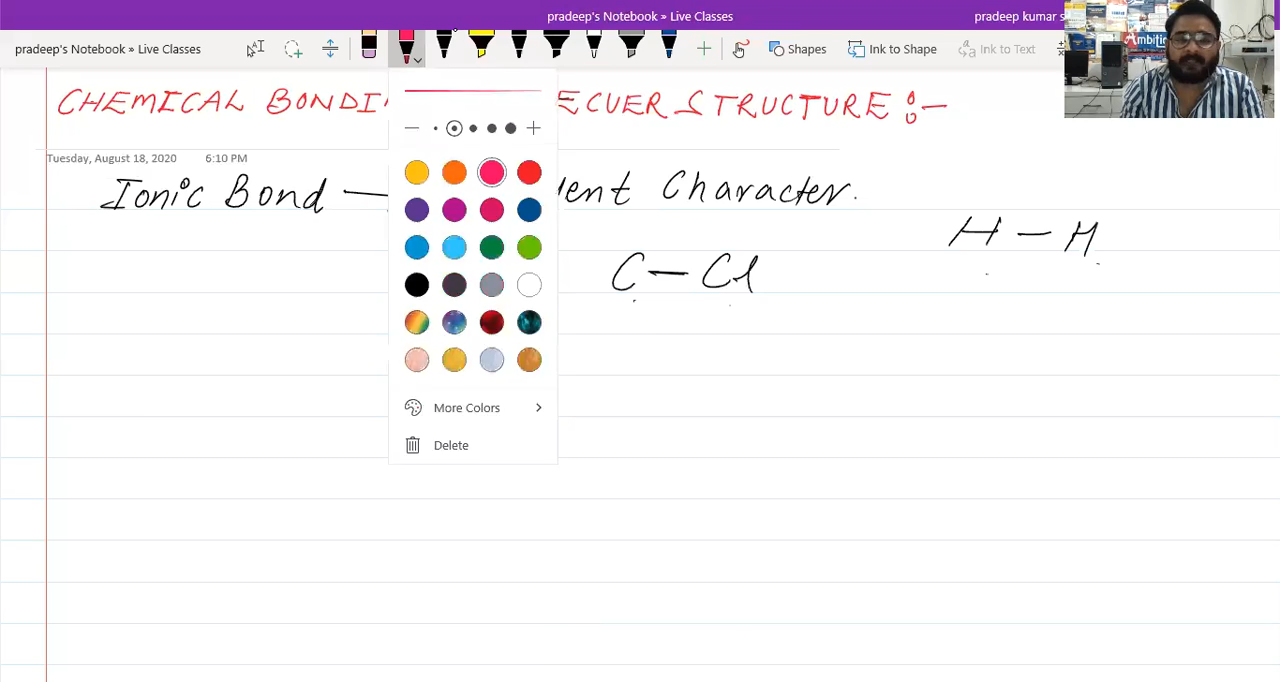 pradeep's Notebook » Live Classes
pradeep kumar s
pradeep's Notebook » Live Classes
Shapes
Ink to Shape
Ink to Text
CHEMICAL BONDI ECUER STRUCTURE :-
Tuesday, August 18, 2020 6:10 PM
Ionic Bond — lent Character.
H — H
C — Cl
More Colors
Delete